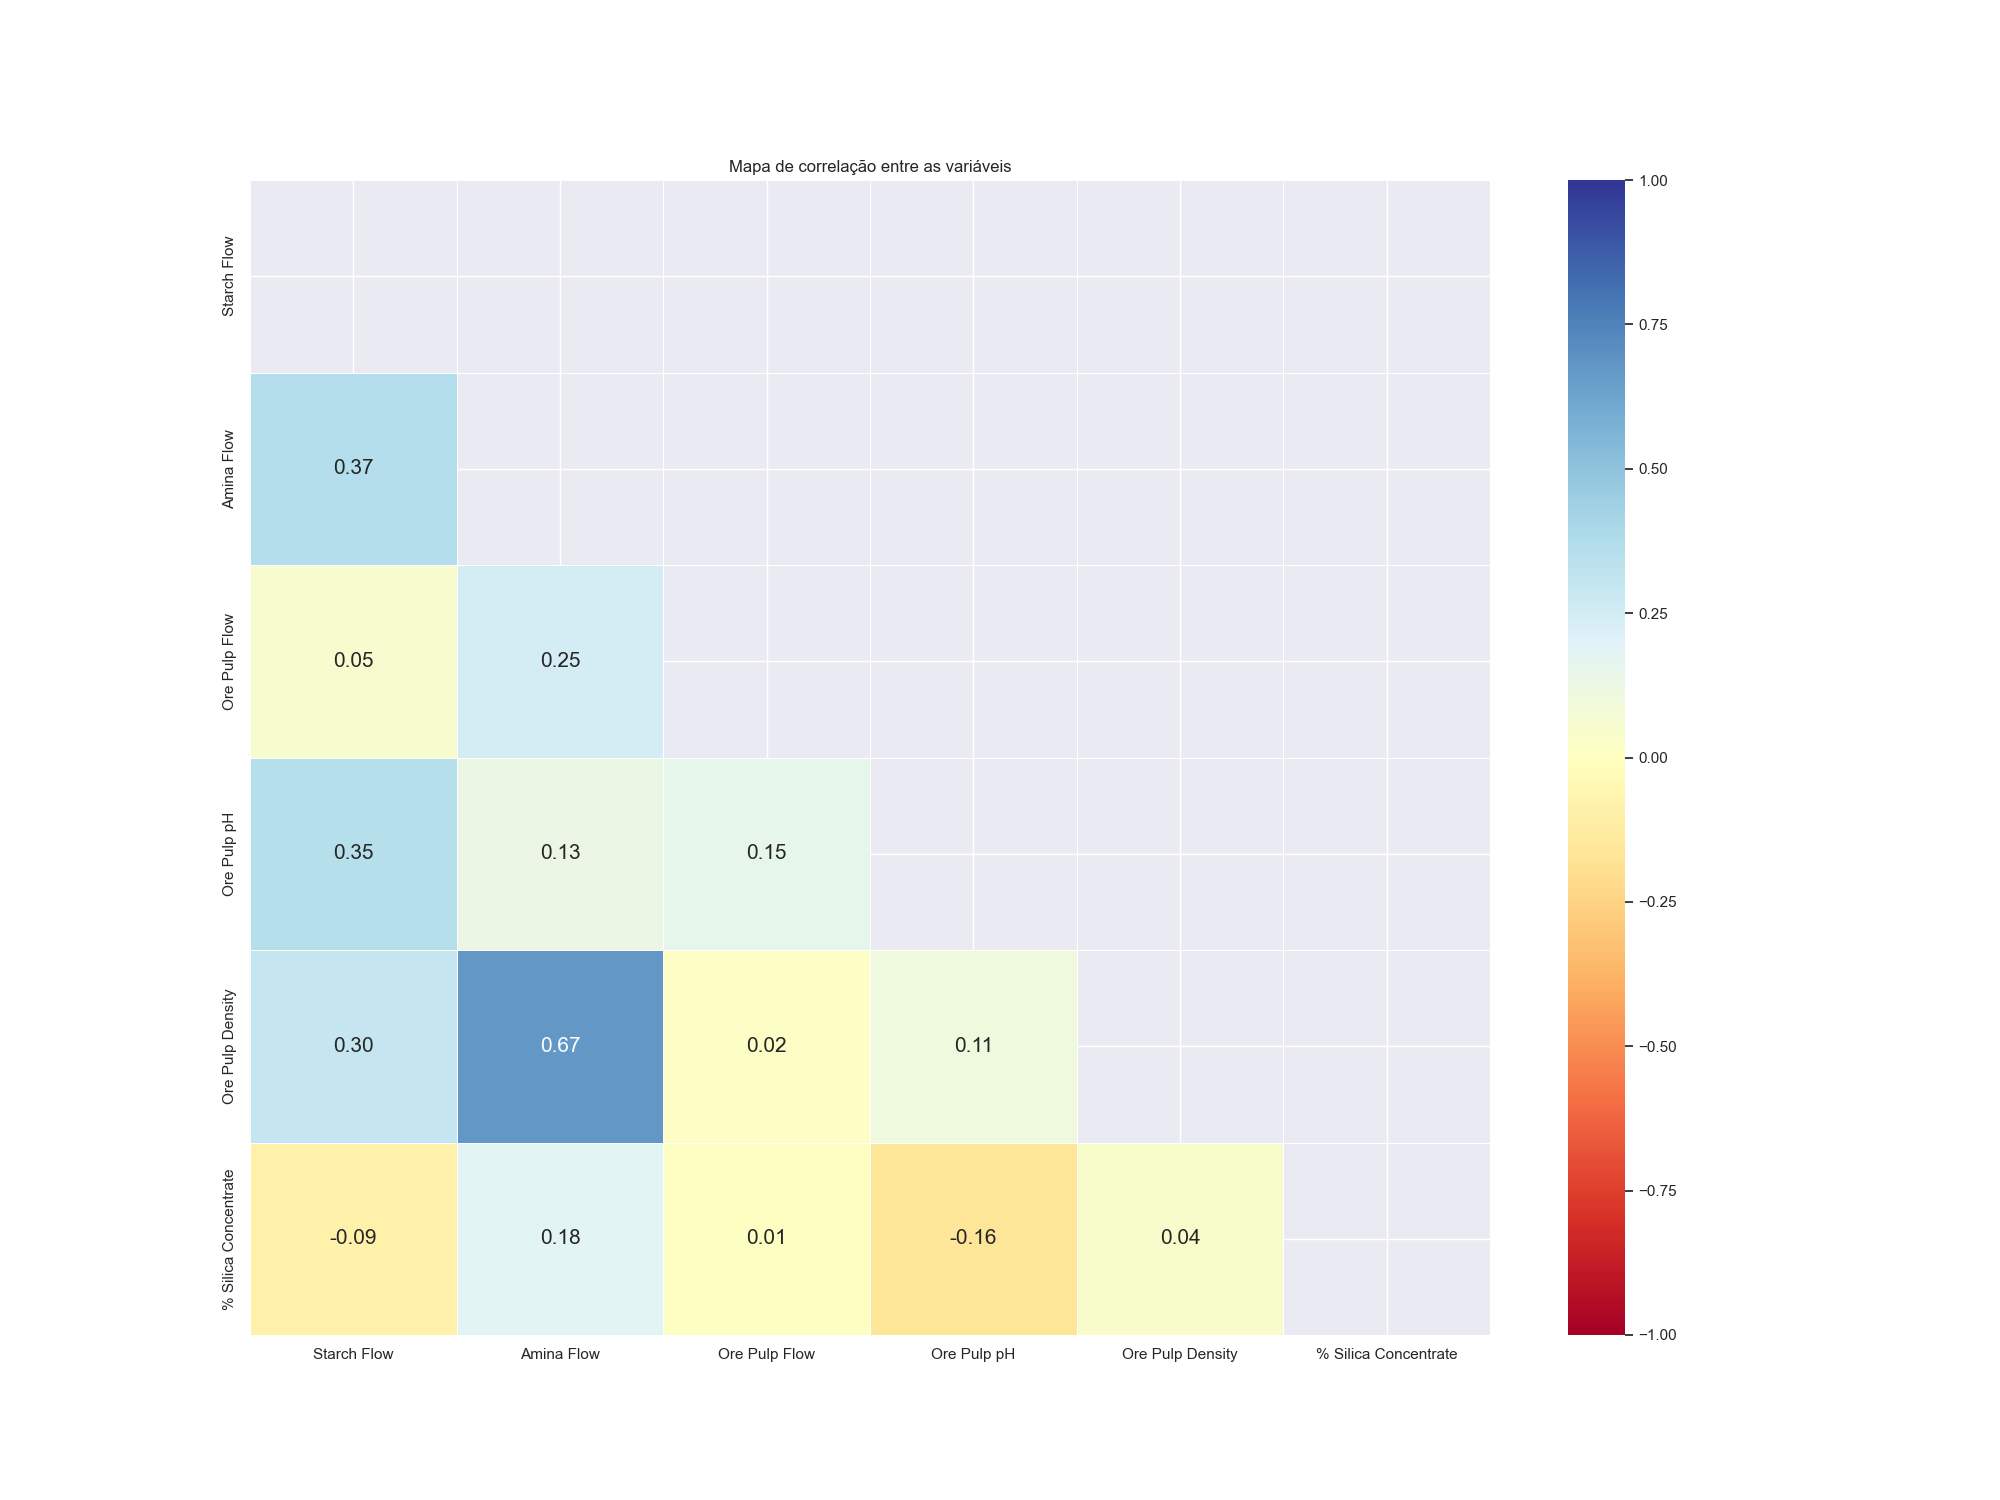 Mapa de correlação entre as variáveis
Starch Flow
Amina Flow
0.37
Ore Pulp Flow
0.05 0.25
Ore Pulp pH
0.35 0.13 0.15
Ore Pulp Density
0.30 0.67 0.02 0.11
% Silica Concentrate
-0.09 0.18 0.01 -0.16 0.04
Starch Flow Amina Flow Ore Pulp Flow Ore Pulp pH Ore Pulp Density % Silica Concentrate
1.00
0.75
0.50
0.25
0.00
−0.25
−0.50
−0.75
−1.00